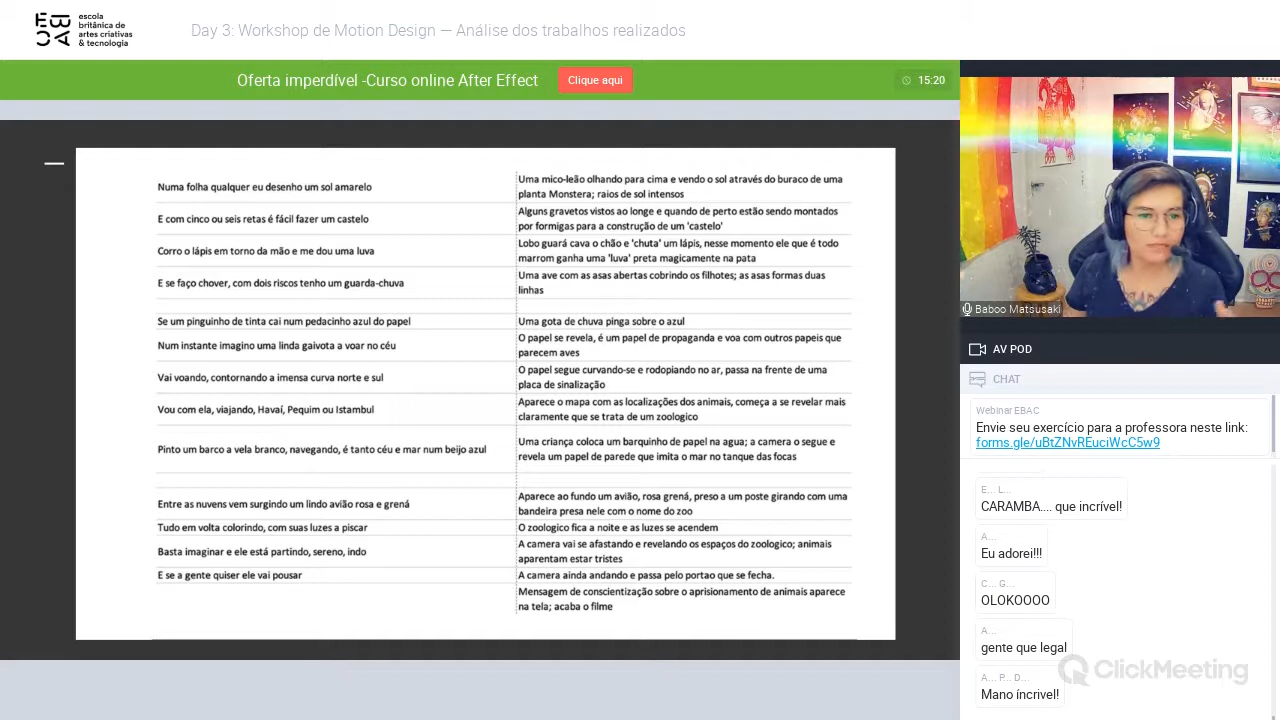 EBAC
escola
britânica de
artes criativas
& tecnologia
Day 3: Workshop de Motion Design — Análise dos trabalhos realizados
Oferta imperdível -Curso online After Effect
Clique aqui
15:20
Numa folha qualquer eu desenho um sol amarelo
Uma mico-leão olhando para cima e vendo o sol através do buraco de uma
planta Monstera; raios de sol intensos
E com cinco ou seis retas é fácil fazer um castelo
Alguns gravetos vistos ao longe e quando de perto estão sendo montados
por formigas para a construção de um 'castelo'
Corro o lápis em torno da mão e me dou uma luva
Lobo guará cava o chão e 'chuta' um lápis, nesse momento ele que é todo
marrom ganha uma 'luva' preta magicamente na pata
E se faço chover, com dois riscos tenho um guarda-chuva
Uma ave com as asas abertas cobrindo os filhotes; as asas formas duas
linhas
Se um pinguinho de tinta cai num pedacinho azul do papel
Uma gota de chuva pinga sobre o azul
Num instante imagino uma linda gaivota a voar no céu
O papel se revela, é um papel de propaganda e voa com outros papeis que
parecem aves
Vai voando, contornando a imensa curva norte e sul
O papel segue curvando-se e rodopiando no ar, passa na frente de uma
placa de sinalização
Vou com ela, viajando, Havaí, Pequim ou Istambul
Aparece o mapa com as localizações dos animais, começa a se revelar mais
claramente que se trata de um zoologico
Pinto um barco a vela branco, navegando, é tanto céu e mar num beijo azul
Uma criança coloca um barquinho de papel na agua; a camera o segue e
revela um papel de parede que imita o mar no tanque das focas
Entre as nuvens vem surgindo um lindo avião rosa e grená
Aparece ao fundo um avião, rosa grená, preso a um poste girando com uma
bandeira presa nele com o nome do zoo
Tudo em volta colorindo, com suas luzes a piscar
O zoologico fica a noite e as luzes se acendem
Basta imaginar e ele está partindo, sereno, indo
A camera vai se afastando e revelando os espaços do zoologico; animais
aparentam estar tristes
E se a gente quiser ele vai pousar
A camera ainda andando e passa pelo portao que se fecha.
Mensagem de conscientização sobre o aprisionamento de animais aparece
na tela; acaba o filme
Baboo Matsusaki
AV POD
CHAT
Webinar EBAC
Envie seu exercício para a professora neste link:
forms.gle/uBtZNvREuciWcC5w9
E... L...
CARAMBA.... que incrível!
A...
Eu adorei!!!
C... G...
OLOKOOOO
A...
gente que legal
A... P... D...
Mano íncrivel!
ClickMeeting